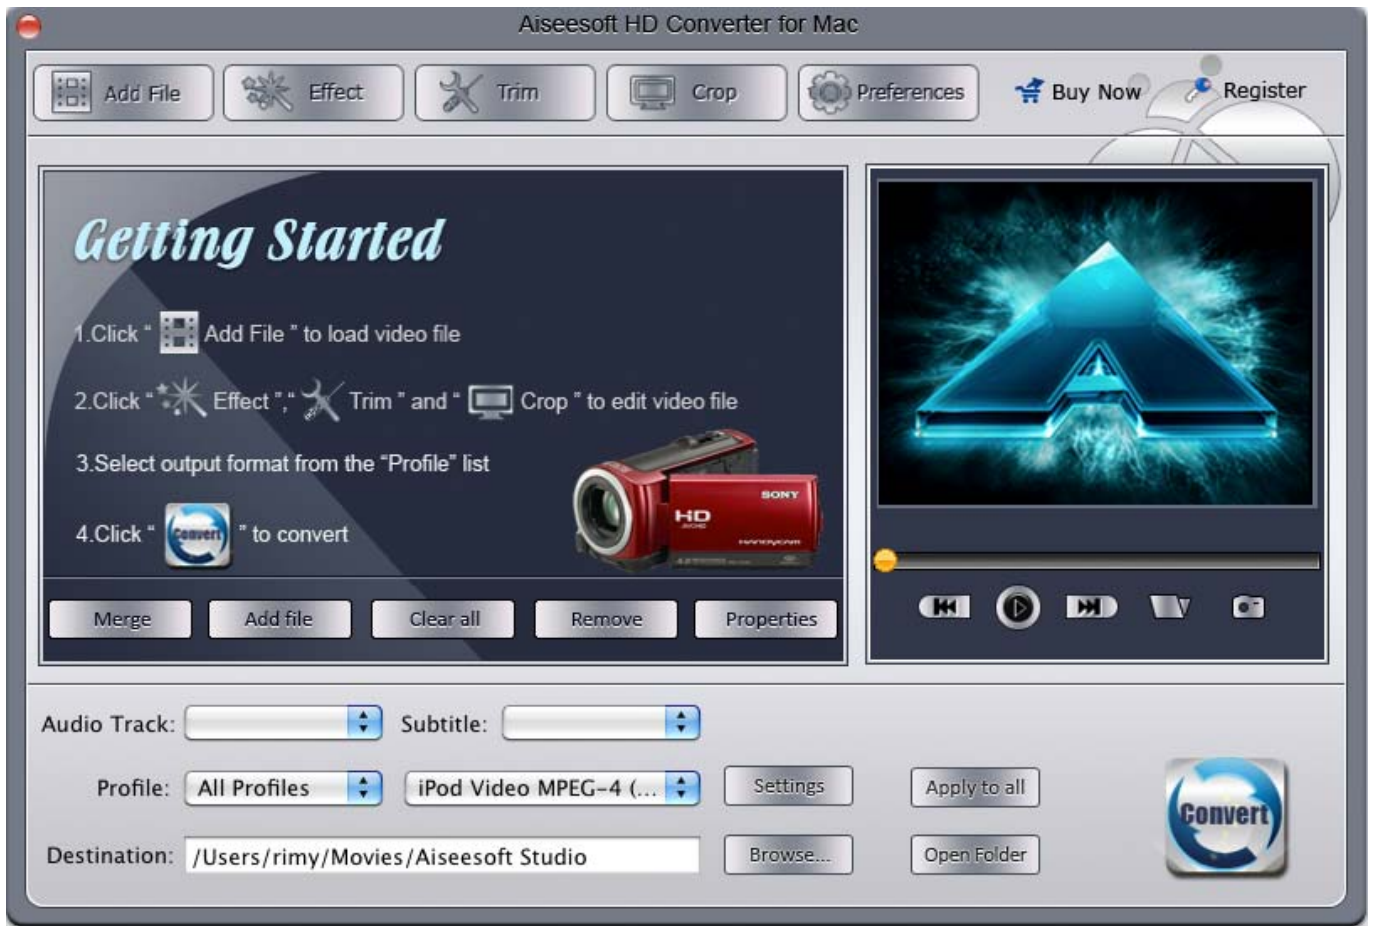 Aiseesoft HD Converter for Mac
Add File
Effect
Trim
Crop
Preferences
Buy Now
Register
Getting Started
1.Click “ Add File ” to load video file
2.Click “ Effect ”,“ Trim ” and “ Crop ” to edit video file
3.Select output format from the “Profile” list
4.Click “ Convert ” to convert
SONY
HD
HANDYCAM
Merge
Add file
Clear all
Remove
Properties
Audio Track:
Subtitle:
Profile: All Profiles
iPod Video MPEG-4 (...
Settings
Apply to all
Convert
Destination: /Users/rimy/Movies/Aiseesoft Studio
Browse...
Open Folder